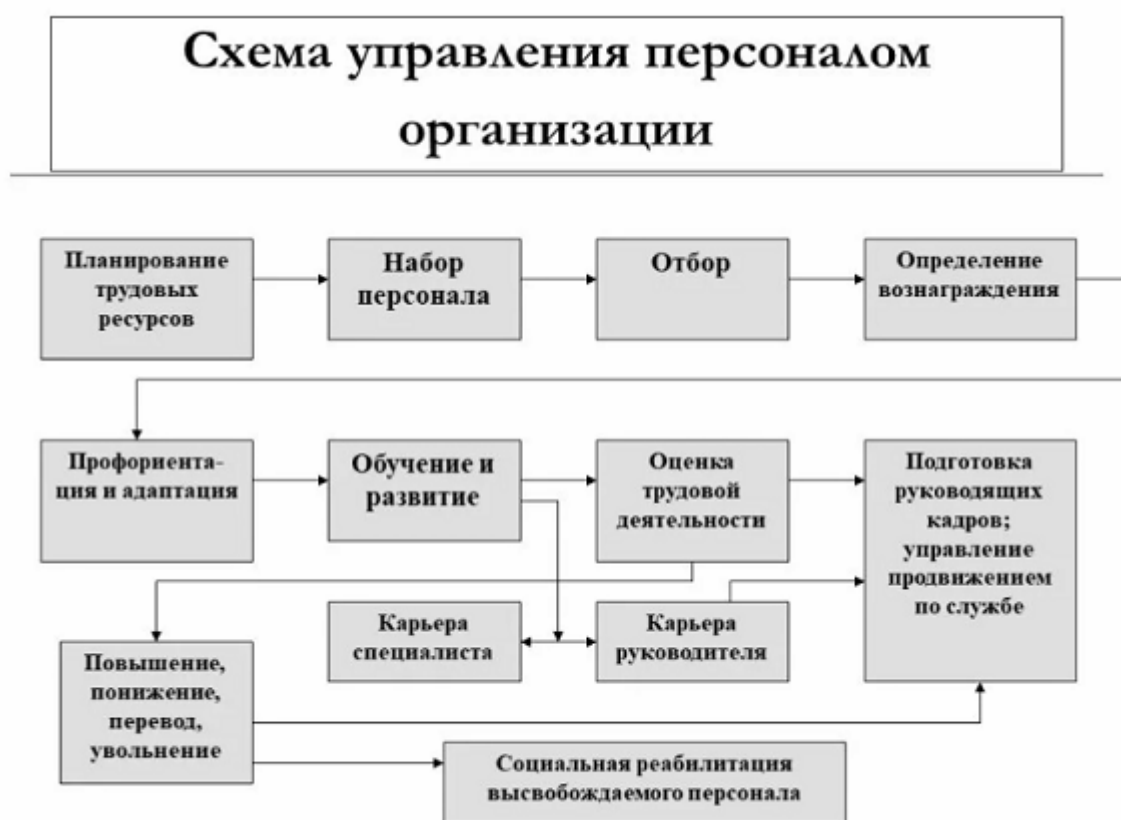 Схема управления персоналом
организации
Планирование
трудовых
ресурсов
Набор
персонала
Отбор
Определение
вознаграждения
Профориента-
ция и адаптация
Обучение и
развитие
Оценка
трудовой
деятельности
Подготовка
руководящих
кадров;
управление
продвижением
по службе
Карьера
специалиста
Карьера
руководителя
Повышение,
понижение,
перевод,
увольнение
Социальная реабилитация
высвобождаемого персонала